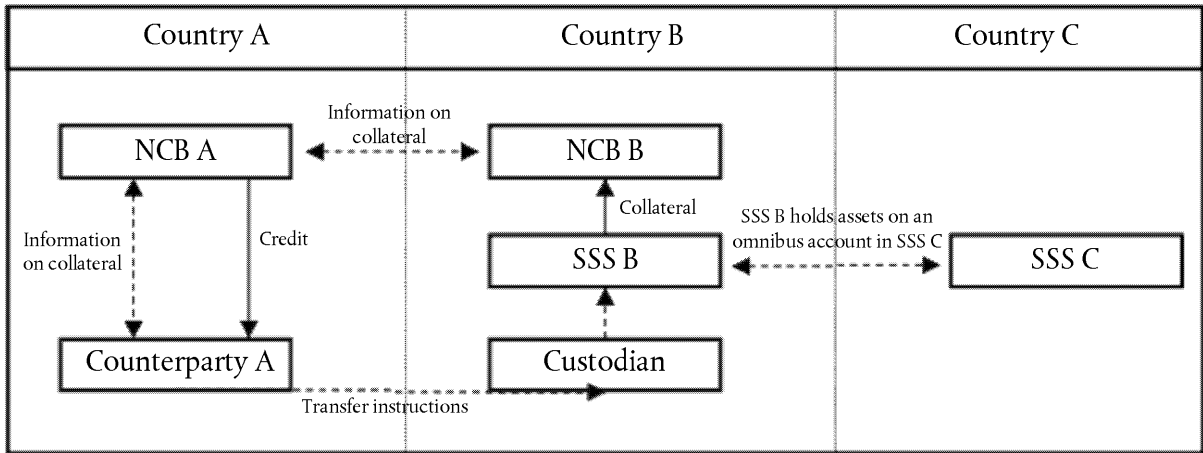 Country A
Country B
Country C
Information on
collateral
NCB A
NCB B
Collateral
SSS B holds assets on an
omnibus account in SSS C
Information
on collateral
Credit
SSS B
SSS C
Counterparty A
Custodian
Transfer instructions